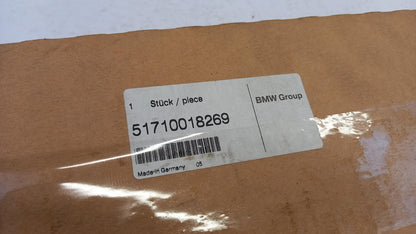 1 Stück / piece
BMW Group
51710018269
Made in Germany 05